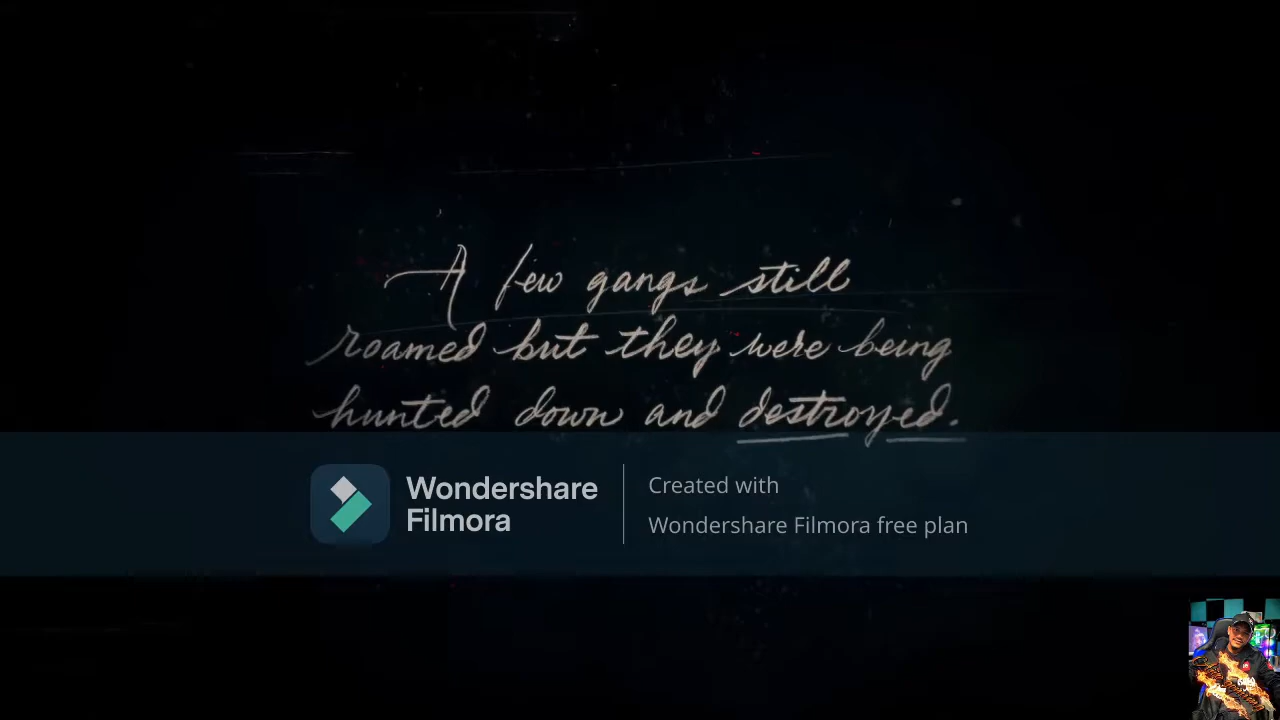 A few gangs still
roamed but they were being
hunted down and destroyed.
Wondershare
Filmora
Created with
Wondershare Filmora free plan